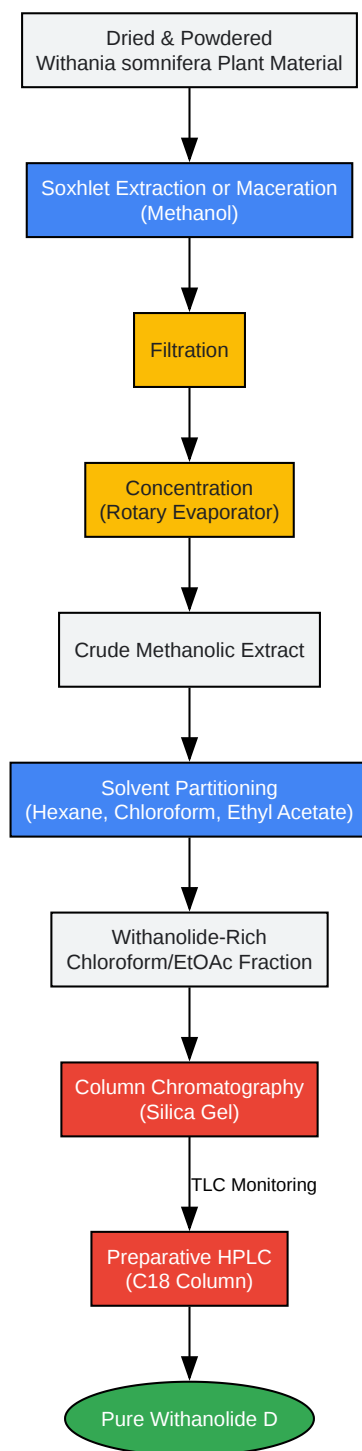 Dried & Powdered
Withania somnifera Plant Material
Soxhlet Extraction or Maceration
(Methanol)
Filtration
Concentration
(Rotary Evaporator)
Crude Methanolic Extract
Solvent Partitioning
(Hexane, Chloroform, Ethyl Acetate)
Withanolide-Rich
Chloroform/EtOAc Fraction
Column Chromatography
(Silica Gel)
TLC Monitoring
Preparative HPLC
(C18 Column)
Pure Withanolide D